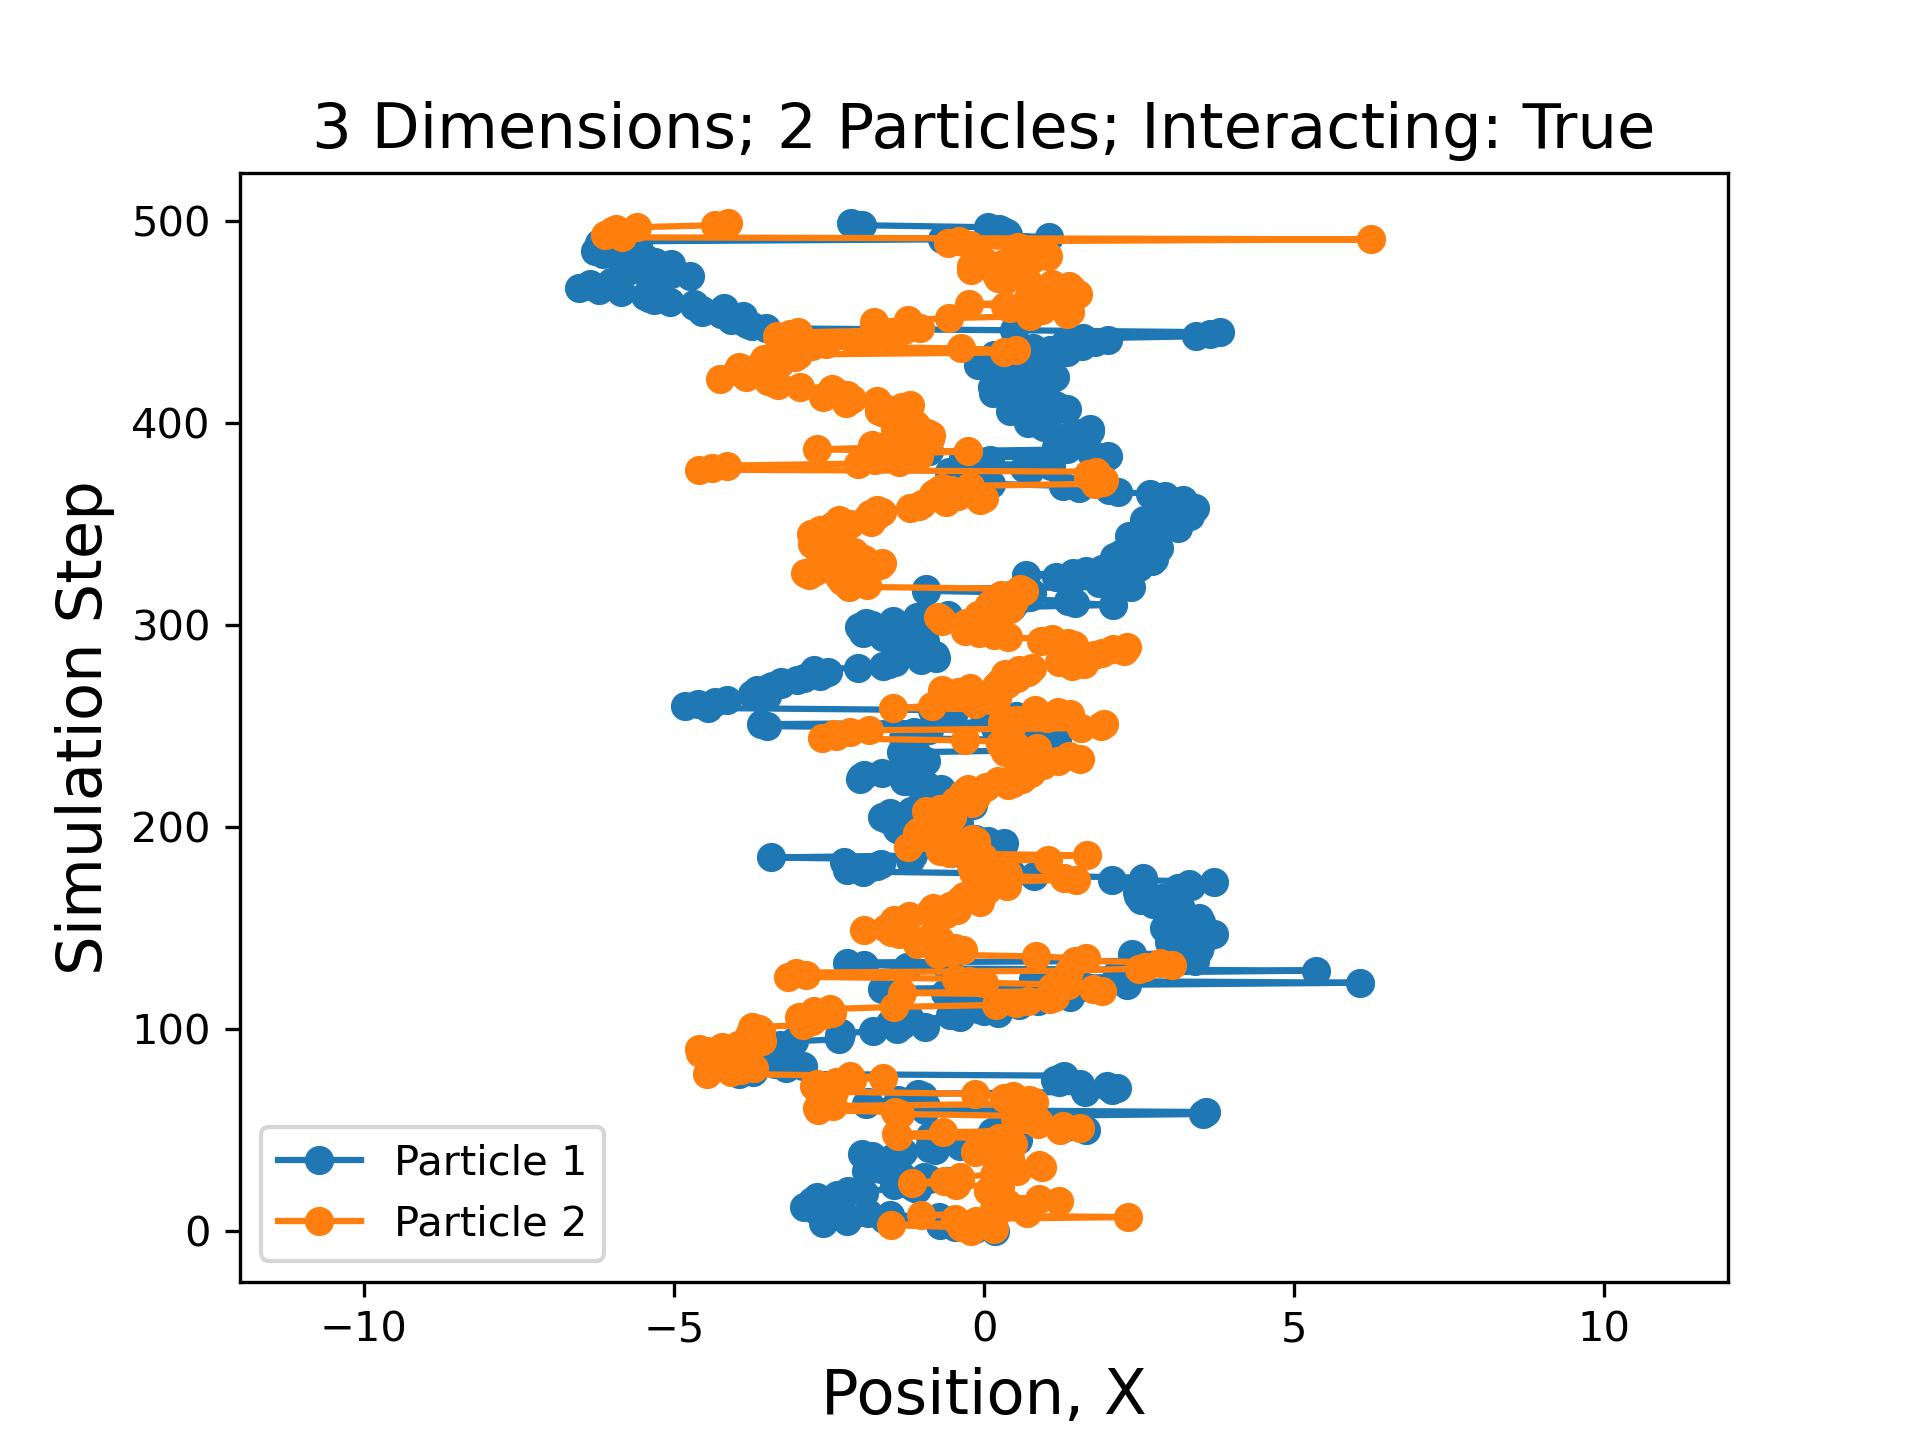 3 Dimensions; 2 Particles; Interacting: True
Simulation Step
500
400
300
200
100
0
Particle 1
Particle 2
−10
−5
0
5
10
Position, X